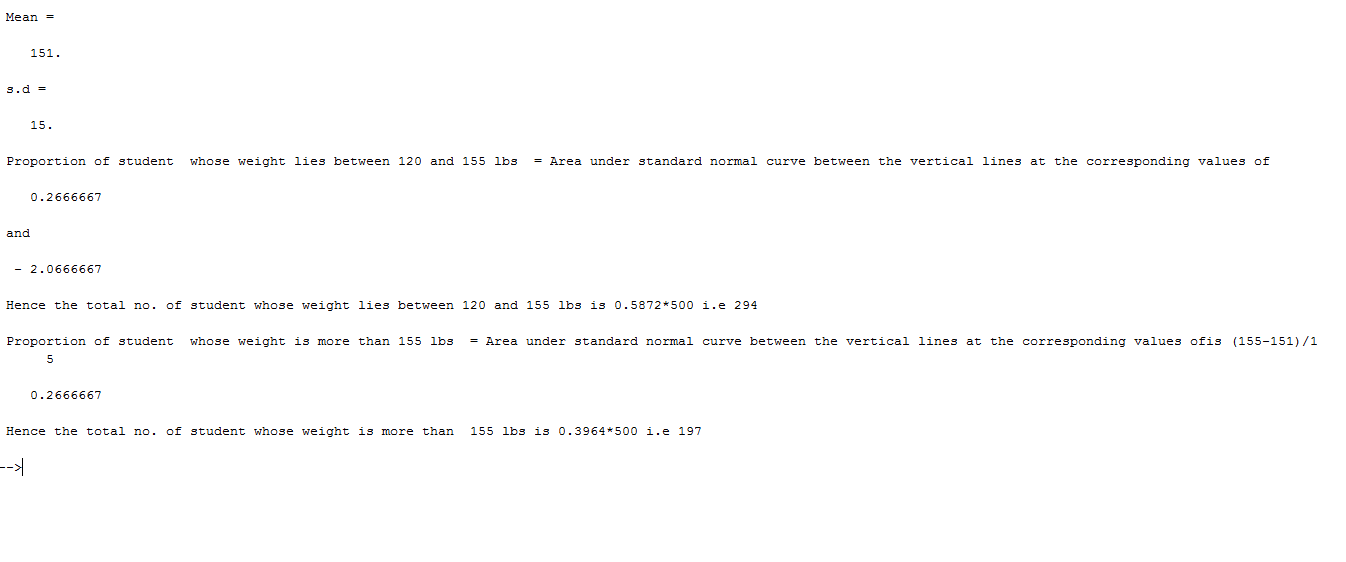 Mean =
151.
s.d =
15.
Proportion of student  whose weight lies between 120 and 155 lbs  = Area under standard normal curve between the vertical lines at the corresponding values of
0.2666667
and
- 2.0666667
Hence the total no. of student whose weight lies between 120 and 155 lbs is 0.5872*500 i.e 294
Proportion of student  whose weight is more than 155 lbs  = Area under standard normal curve between the vertical lines at the corresponding values ofis (155-151)/1
5
0.2666667
Hence the total no. of student whose weight is more than  155 lbs is 0.3964*500 i.e 197
-->